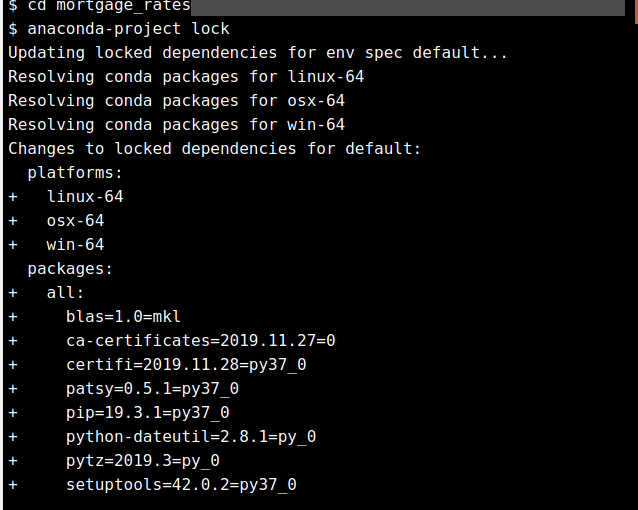 $ cd mortgage_rates
$ anaconda-project lock
Updating locked dependencies for env spec default...
Resolving conda packages for linux-64
Resolving conda packages for osx-64
Resolving conda packages for win-64
Changes to locked dependencies for default:
  platforms:
+   linux-64
+   osx-64
+   win-64
  packages:
+   all:
+     blas=1.0=mkl
+     ca-certificates=2019.11.27=0
+     certifi=2019.11.28=py37_0
+     patsy=0.5.1=py37_0
+     pip=19.3.1=py37_0
+     python-dateutil=2.8.1=py_0
+     pytz=2019.3=py_0
+     setuptools=42.0.2=py37_0